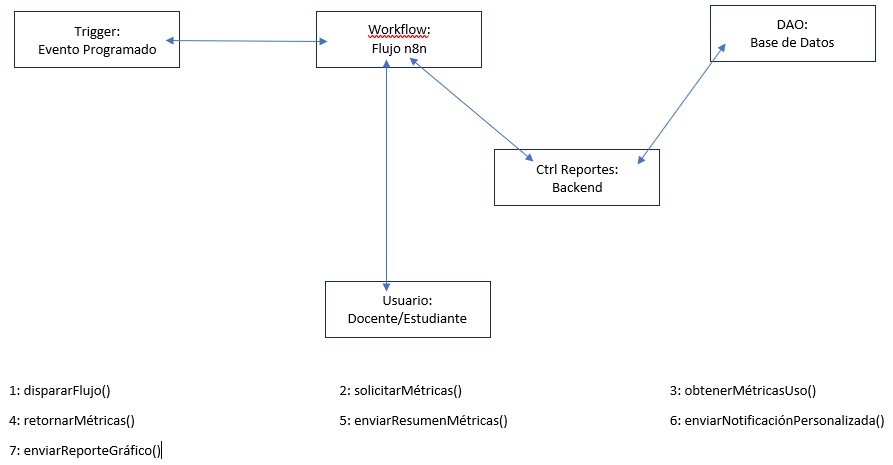 Trigger:
Evento Programado
Workflow:
Flujo n8n
DAO:
Base de Datos
Ctrl Reportes:
Backend
Usuario:
Docente/Estudiante
1: dispararFlujo()
2: solicitarMétricas()
3: obtenerMétricasUso()
4: retornarMétricas()
5: enviarResumenMétricas()
6: enviarNotificaciónPersonalizada()
7: enviarReporteGráfico()